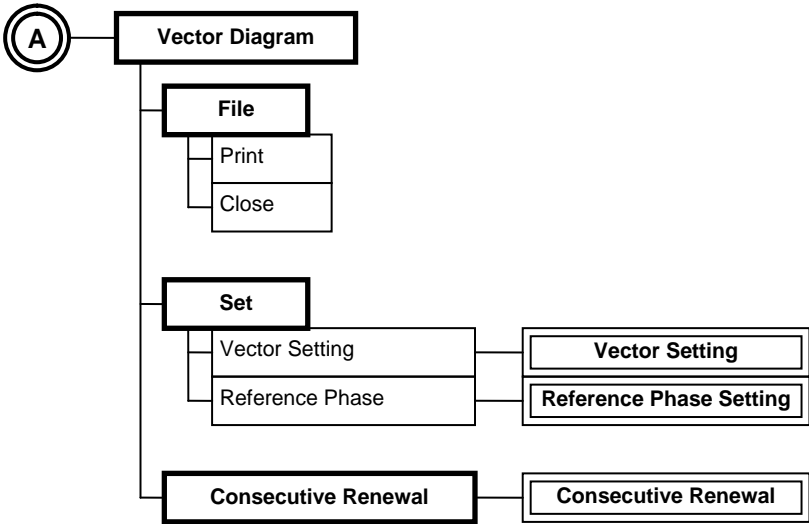 A
Vector Diagram
File
Print
Close
Set
Vector Setting
Vector Setting
Reference Phase
Reference Phase Setting
Consecutive Renewal
Consecutive Renewal